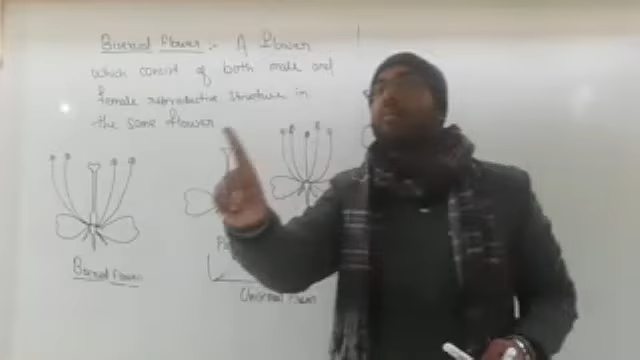 Bisexual Flower :- A flower
which consist of both male and
female reproductive structure in
the same flower
Bisexual Flower
Unisexual Flower